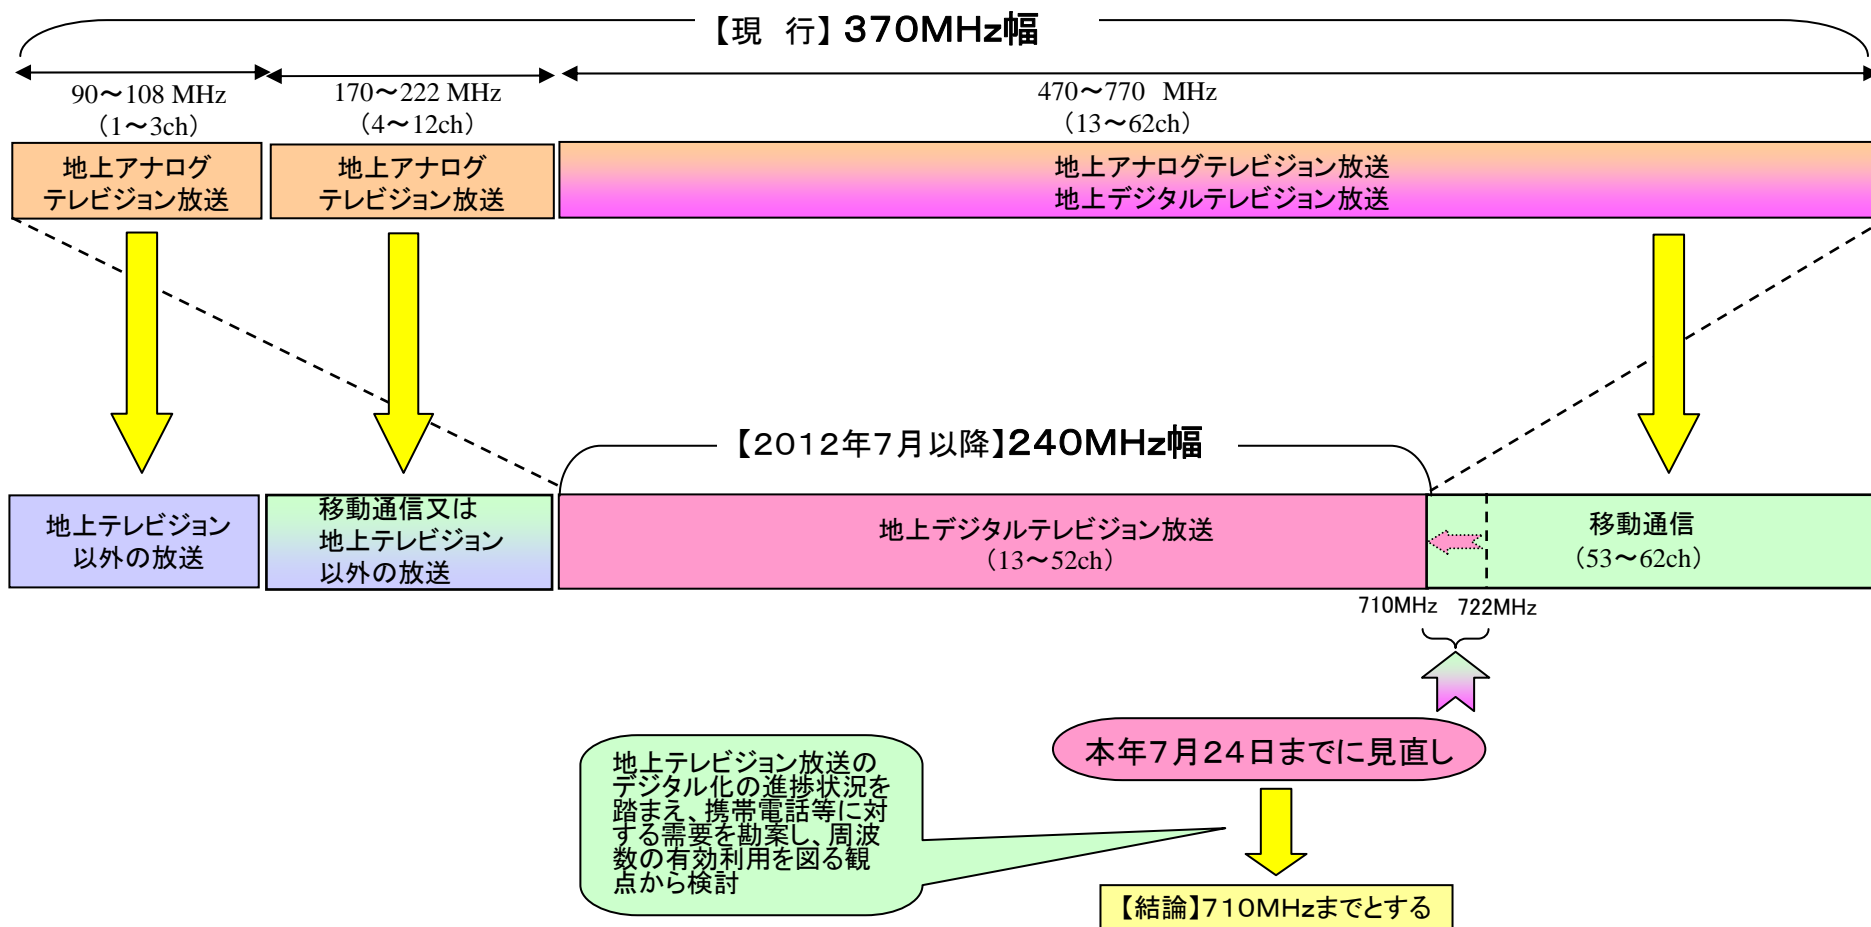 【現 行】 370MHz幅
90～108 MHz
（1～3ch）
170～222 MHz
（4～12ch）
470～770 MHz
（13～62ch）
地上アナログ
テレビジョン放送
地上アナログ
テレビジョン放送
地上アナログテレビジョン放送
地上デジタルテレビジョン放送
【2012年7月以降】240MHz幅
地上テレビジョン
以外の放送
移動通信又は
地上テレビジョン
以外の放送
地上デジタルテレビジョン放送
（13～52ch）
移動通信
（53～62ch）
710MHz 722MHz
本年7月24日までに見直し
地上テレビジョン放送の
デジタル化の進捗状況を
踏まえ、携帯電話等に対
する需要を勘案し、周波
数の有効利用を図る観
点から検討
【結論】710MHzまでとする